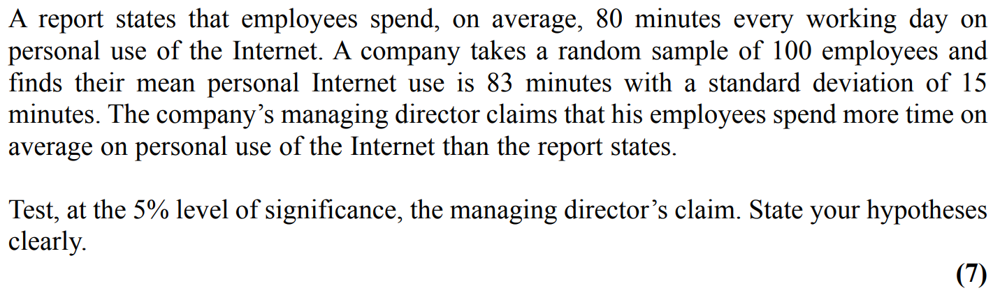 A report states that employees spend, on average, 80 minutes every working day on
personal use of the Internet. A company takes a random sample of 100 employees and
finds their mean personal Internet use is 83 minutes with a standard deviation of 15
minutes. The company’s managing director claims that his employees spend more time on
average on personal use of the Internet than the report states.
Test, at the 5% level of significance, the managing director’s claim. State your hypotheses
clearly.
(7)